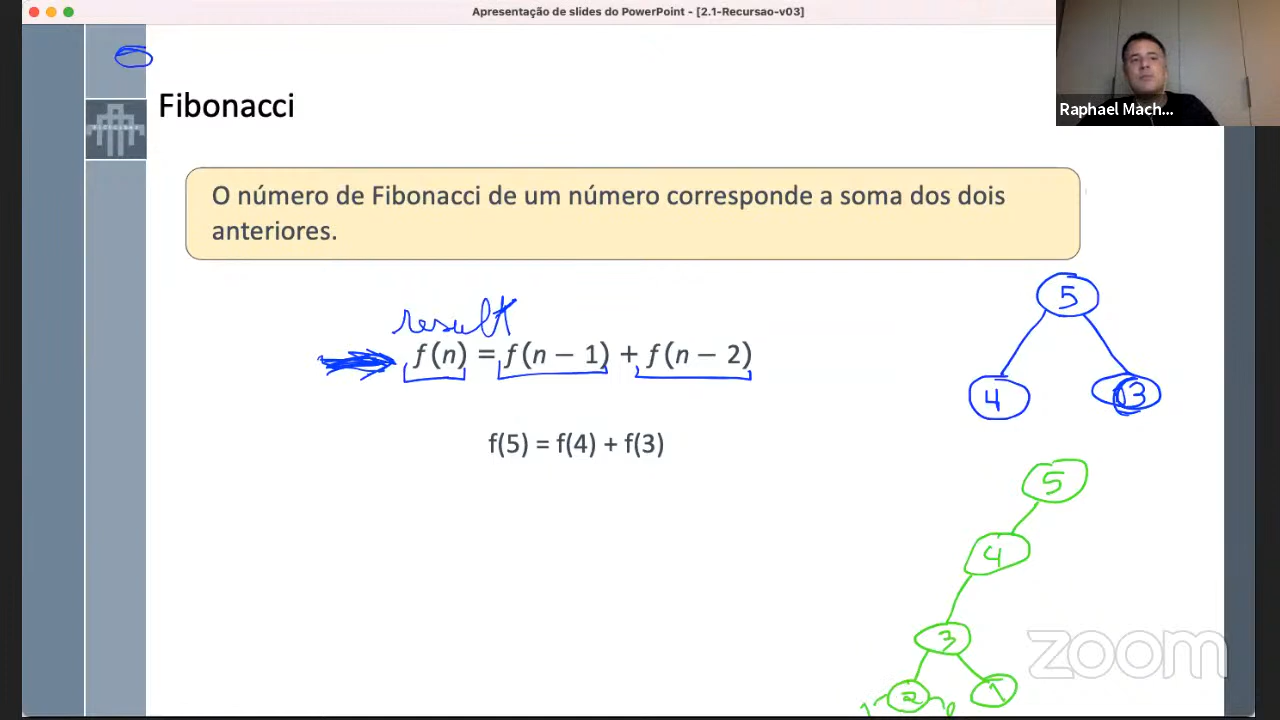 Apresentação de slides do PowerPoint - [2.1-Recursao-v03]
Raphael Mach...
Fibonacci
O número de Fibonacci de um número corresponde a soma dos dois
anteriores.
result
f(n) = f(n − 1) + f(n − 2)
f(5) = f(4) + f(3)
5
4
3
5
4
3
2
1
1
0
zoom